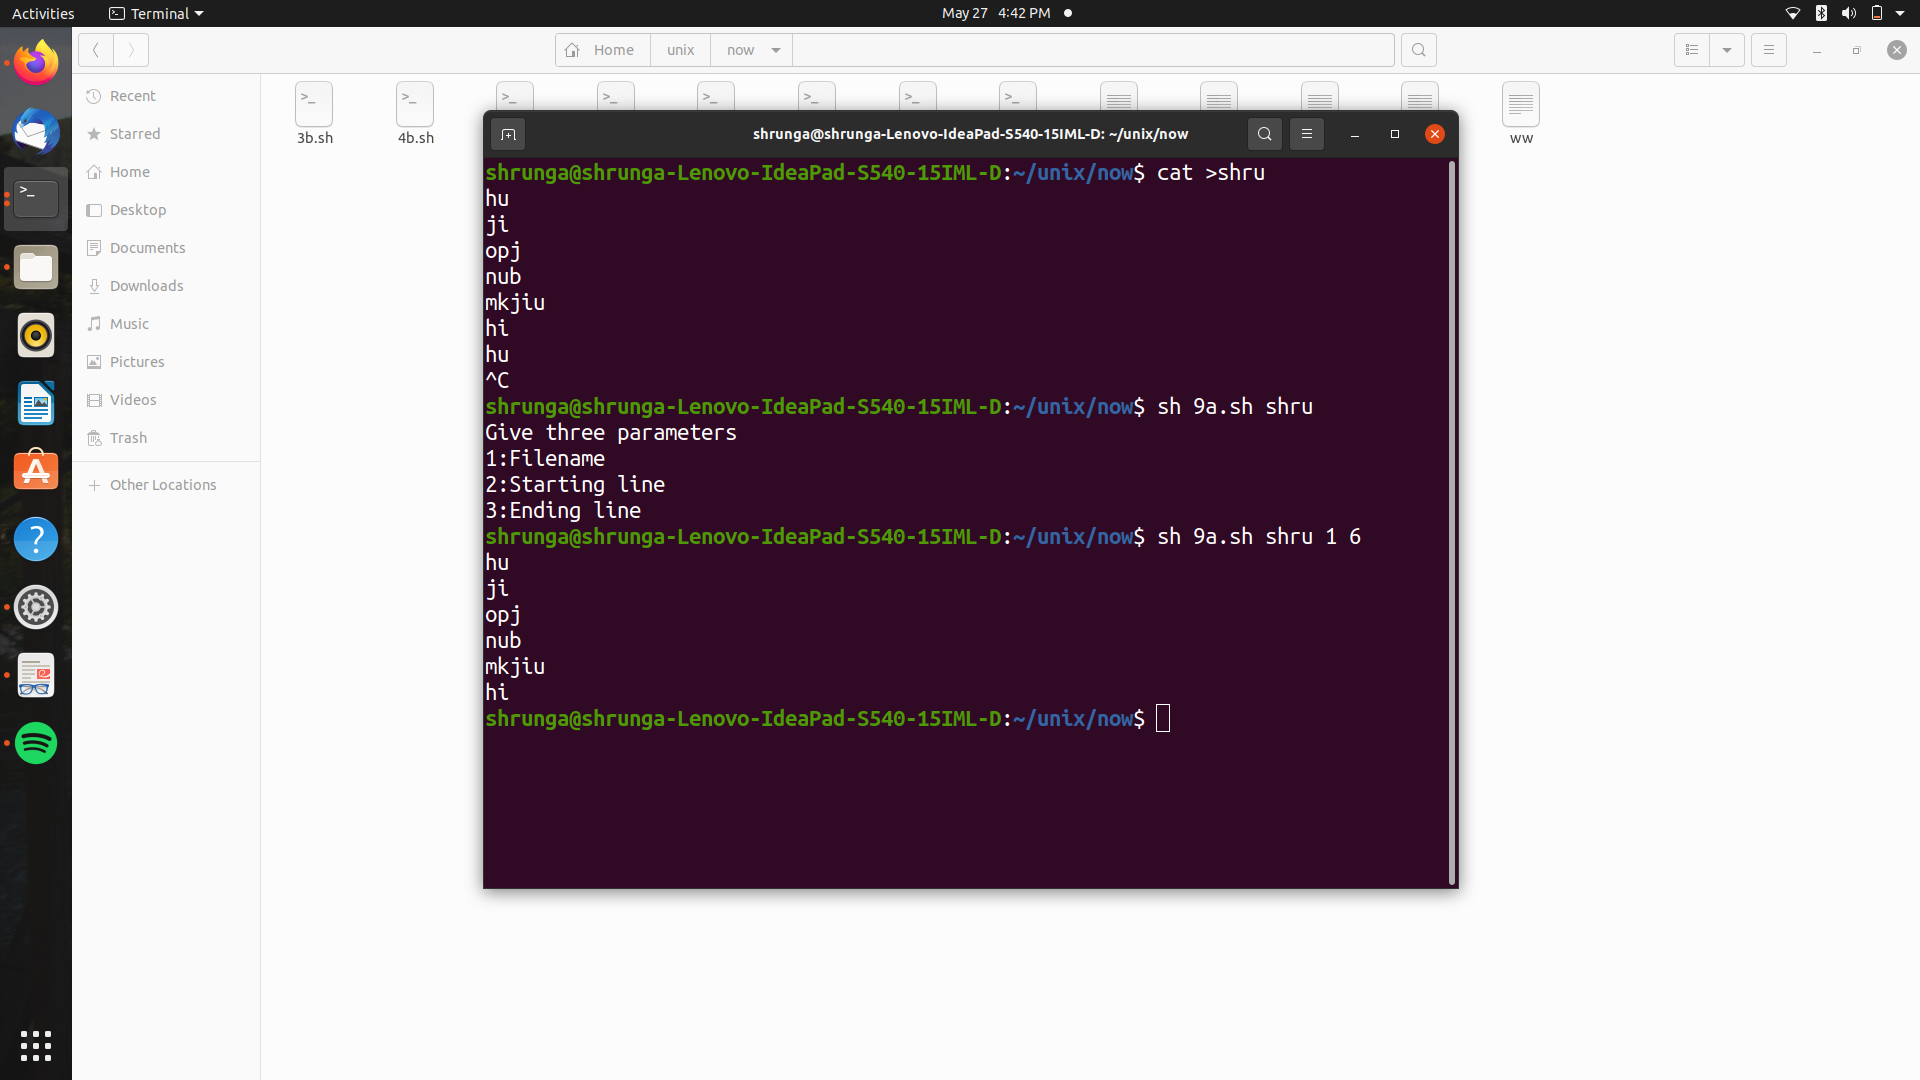 Activities Terminal May 27 4:42 PM
Home unix now
Recent
Starred
Home
Desktop
Documents
Downloads
Music
Pictures
Videos
Trash
Other Locations
3b.sh 4b.sh ww
shrunga@shrunga-Lenovo-IdeaPad-S540-15IML-D: ~/unix/now
shrunga@shrunga-Lenovo-IdeaPad-S540-15IML-D:~/unix/now$ cat >shru
hu
ji
opj
nub
mkjiu
hi
hu
^C
shrunga@shrunga-Lenovo-IdeaPad-S540-15IML-D:~/unix/now$ sh 9a.sh shru
Give three parameters
1:Filename
2:Starting line
3:Ending line
shrunga@shrunga-Lenovo-IdeaPad-S540-15IML-D:~/unix/now$ sh 9a.sh shru 1 6
hu
ji
opj
nub
mkjiu
hi
shrunga@shrunga-Lenovo-IdeaPad-S540-15IML-D:~/unix/now$